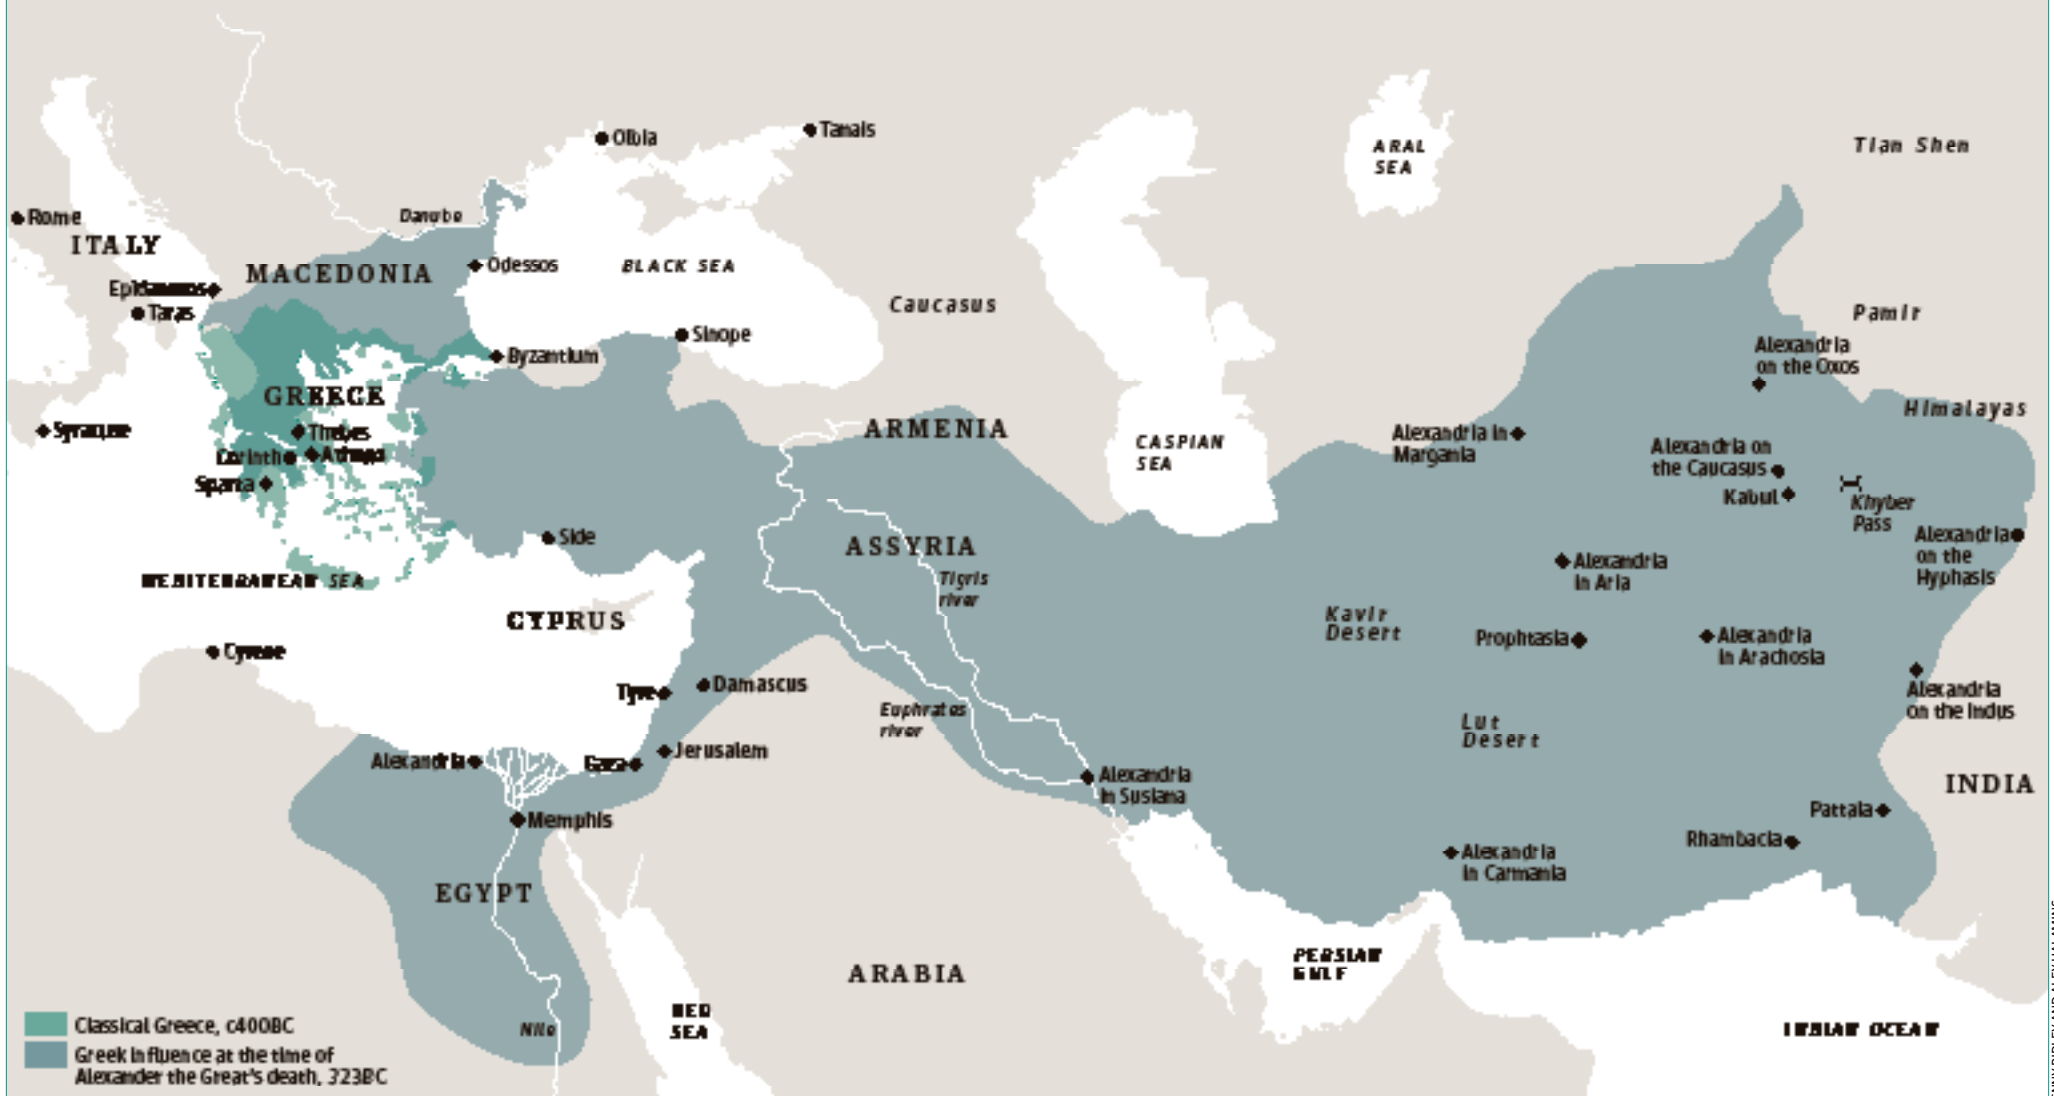 Olbia
Tanais
ARAL
SEA
Tian Shen
Rome
ITALY
Danube
MACEDONIA
Odessos
BLACK SEA
Caucasus
Taras
Pamir
Sinope
Byzantium
Alexandria
on the Oxos
GREECE
Himalayas
Syracuse
Thebes
ARMENIA
CASPIAN
SEA
Alexandria in
Margania
Alexandria on
the Caucasus
Corinth
Athens
Sparta
Kabul
Khyber
Pass
Side
ASSYRIA
Alexandria
on the
Hyphasis
Alexandria
in Aria
MEDITERRANEAN SEA
Tigris
river
CYPRUS
Kavir
Desert
Prophtasia
Alexandria
in Arachosia
Cyrene
Tyre
Damascus
Euphrates
river
Alexandria
on the Indus
Lut
Desert
Alexandria
Gaza
Jerusalem
Alexandria
in Susiana
INDIA
Memphis
Pattala
Rhambacia
Alexandria
in Carmania
EGYPT
PERSIAN
GULF
ARABIA
RED
SEA
Nile
INDIAN OCEAN
Classical Greece, c400BC
Greek influence at the time of
Alexander the Great's death, 323BC